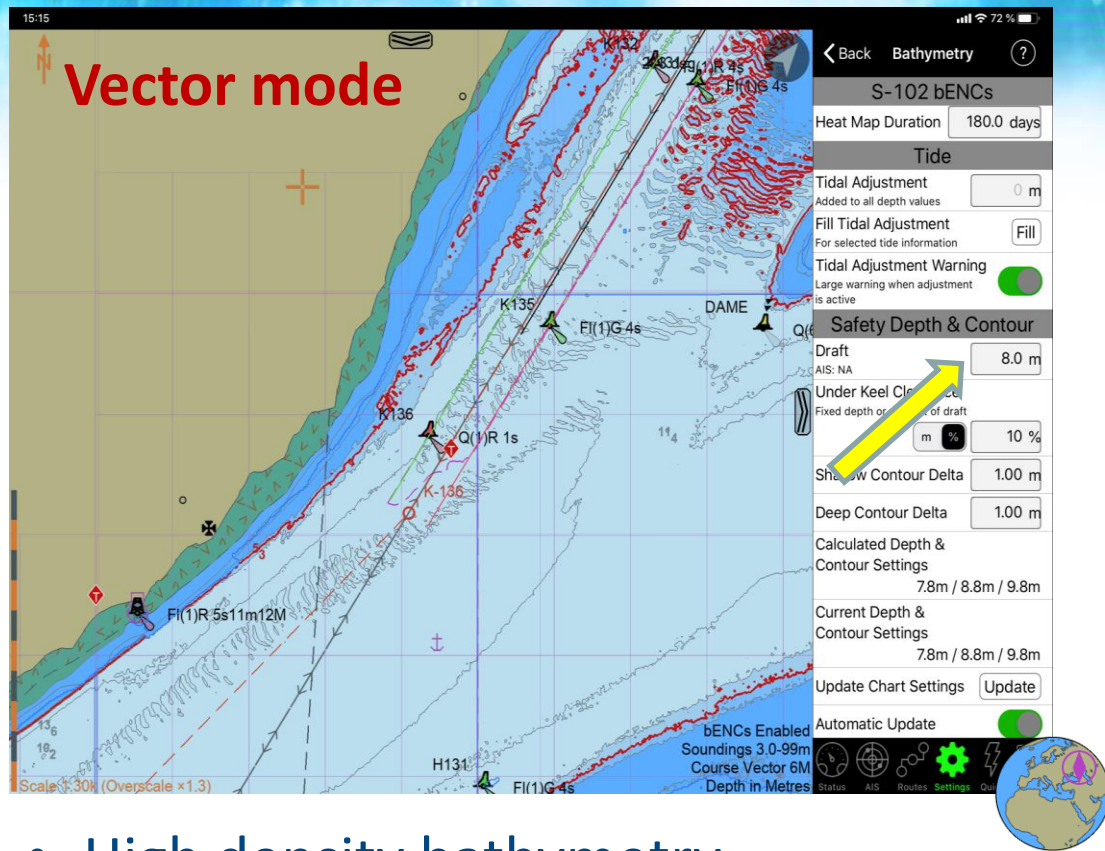 15:15
72 %
Vector mode
N
K132
Fl(1)G 4s
K135
Fl(1)G 4s
DAME
K136
Q(1)R 1s
11₄
K-136
5₃
Fl(1)R 5s11m12M
13₆
H131
Fl(1)G 4s
Scale 1:30k (Overscale ×1.3)
bENCs Enabled
Soundings 3.0-99m
Course Vector 6M
Depth in Metres
Back Bathymetry ?
S-102 bENCs
Heat Map Duration 180.0 days
Tide
Tidal Adjustment 0 m
Added to all depth values
Fill Tidal Adjustment Fill
For selected tide information
Tidal Adjustment Warning
Large warning when adjustment
is active
Safety Depth & Contour
Draft 8.0 m
AIS: NA
Under Keel
Fixed depth or of draft
m % 10 %
Contour Delta 1.00 m
Deep Contour Delta 1.00 m
Calculated Depth &
Contour Settings
7.8m / 8.8m / 9.8m
Current Depth &
Contour Settings
7.8m / 8.8m / 9.8m
Update Chart Settings Update
Automatic Update
Status AIS Routes Settings